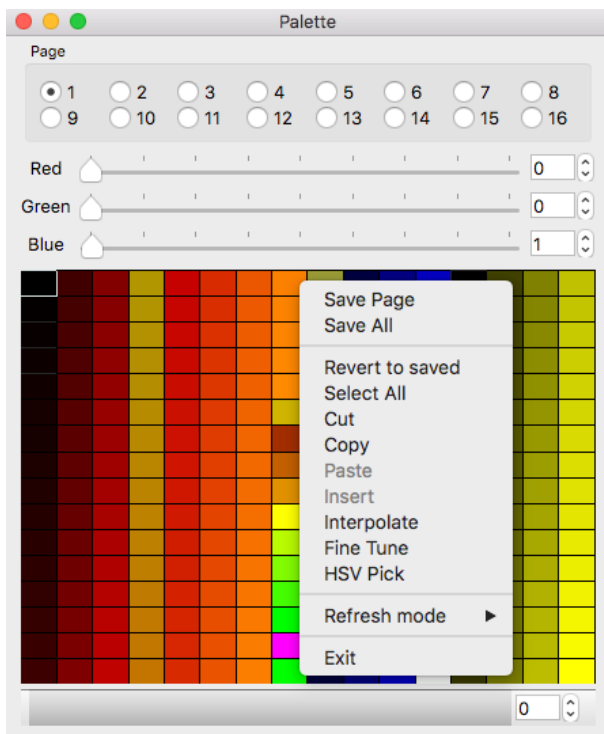 Palette
Page
1 2 3 4 5 6 7 8
9 10 11 12 13 14 15 16
Red 0
Green 0
Blue 1
Save Page
Save All
Revert to saved
Select All
Cut
Copy
Paste
Insert
Interpolate
Fine Tune
HSV Pick
Refresh mode
Exit
0